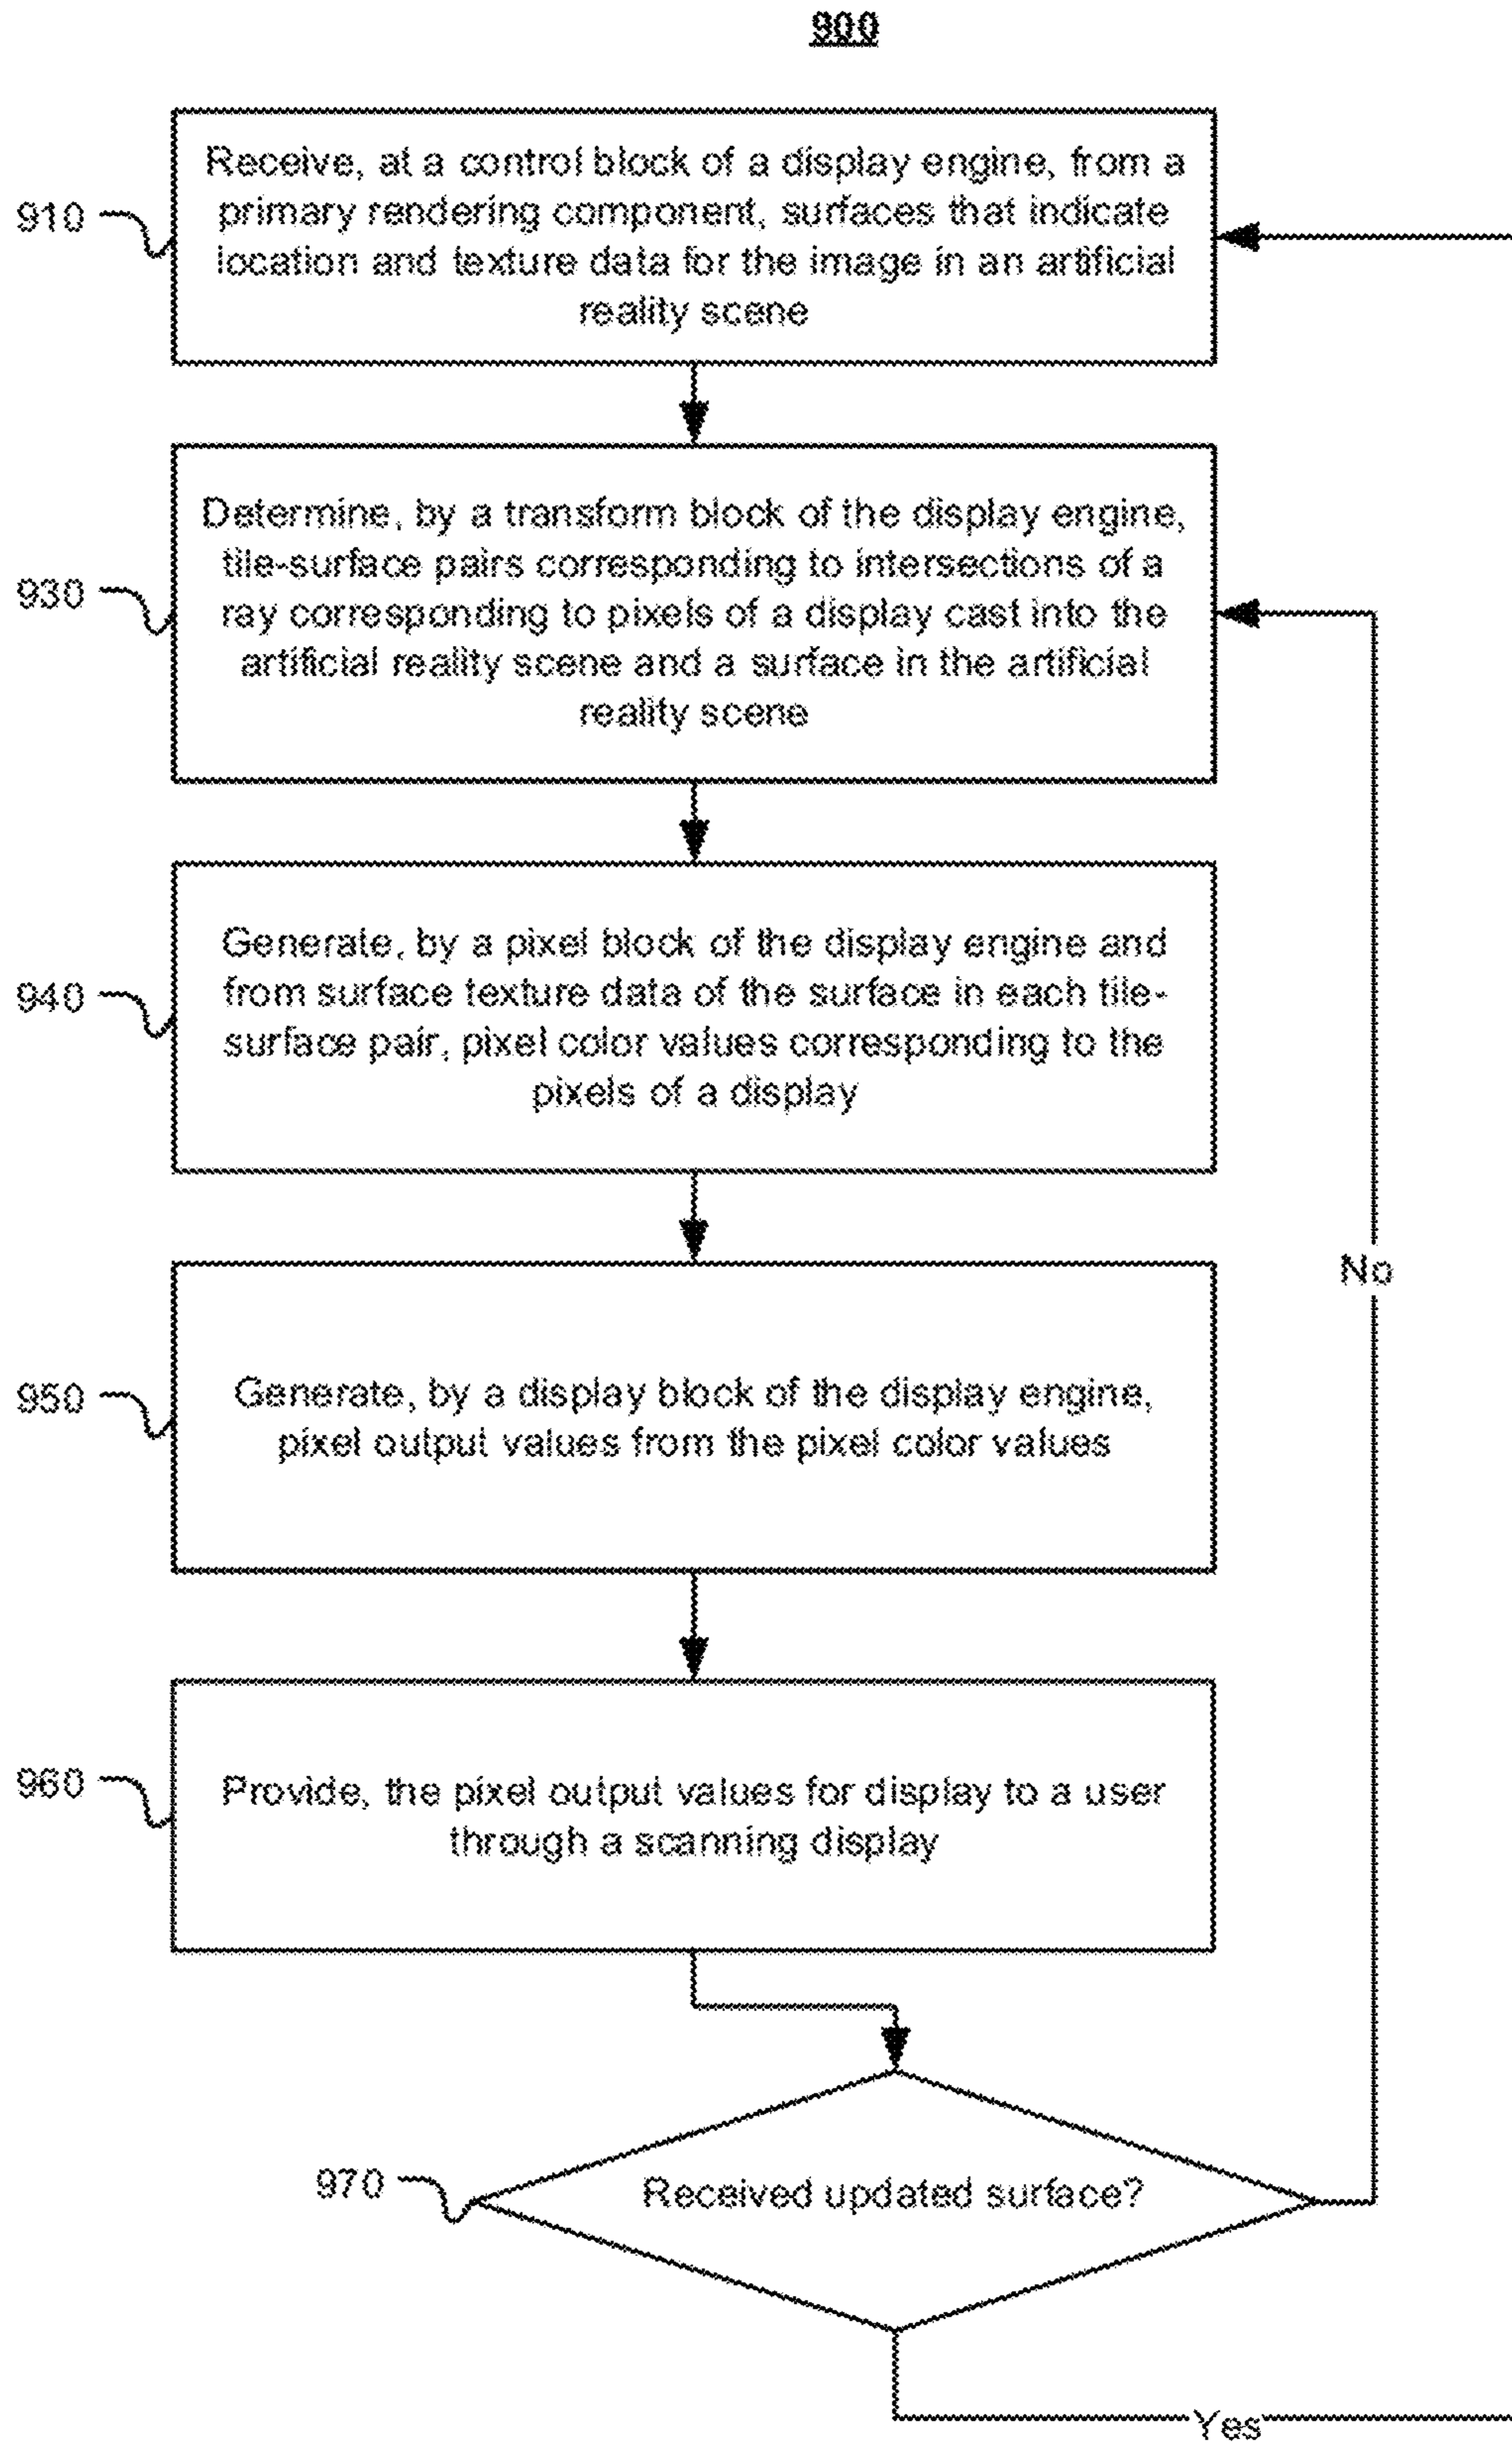 900
910
Receive, at a control block of a display engine, from a
primary rendering component, surfaces that indicate
location and texture data for the image in an artificial
reality scene
930
Determine, by a transform block of the display engine,
tile-surface pairs corresponding to intersections of a
ray corresponding to pixels of a display cast into the
artificial reality scene and a surface in the artificial
reality scene
940
Generate, by a pixel block of the display engine and
from surface texture data of the surface in each tile-
surface pair, pixel color values corresponding to the
pixels of a display
No
950
Generate, by a display block of the display engine,
pixel output values from the pixel color values
960
Provide, the pixel output values for display to a user
through a scanning display
970
Received updated surface?
Yes